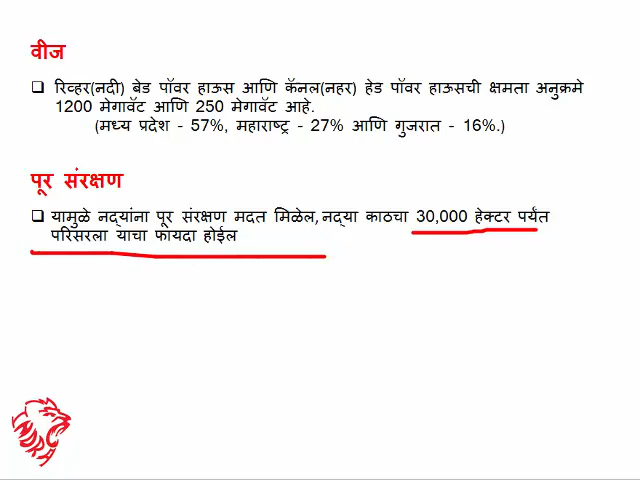 वीज
❑ रिव्हर(नदी) बेड पॉवर हाऊस आणि कॅनल(नहर) हेड पॉवर हाऊसची क्षमता अनुक्रमे
1200 मेगावॅट आणि 250 मेगावॅट आहे.
(मध्य प्रदेश - 57%, महाराष्ट्र - 27% आणि गुजरात - 16%.)
पूर संरक्षण
❑ यामुळे नद्यांना पूर संरक्षण मदत मिळेल, नद्या काठचा 30,000 हेक्टर पर्यंत
परिसरला याचा फायदा होईल